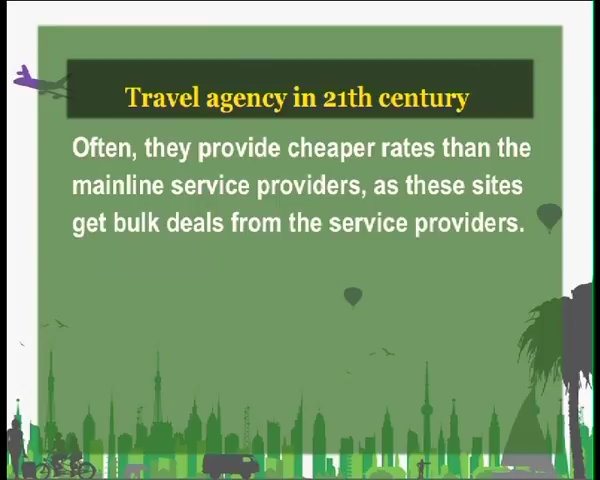 Travel agency in 21th century
Often, they provide cheaper rates than the
mainline service providers, as these sites
get bulk deals from the service providers.